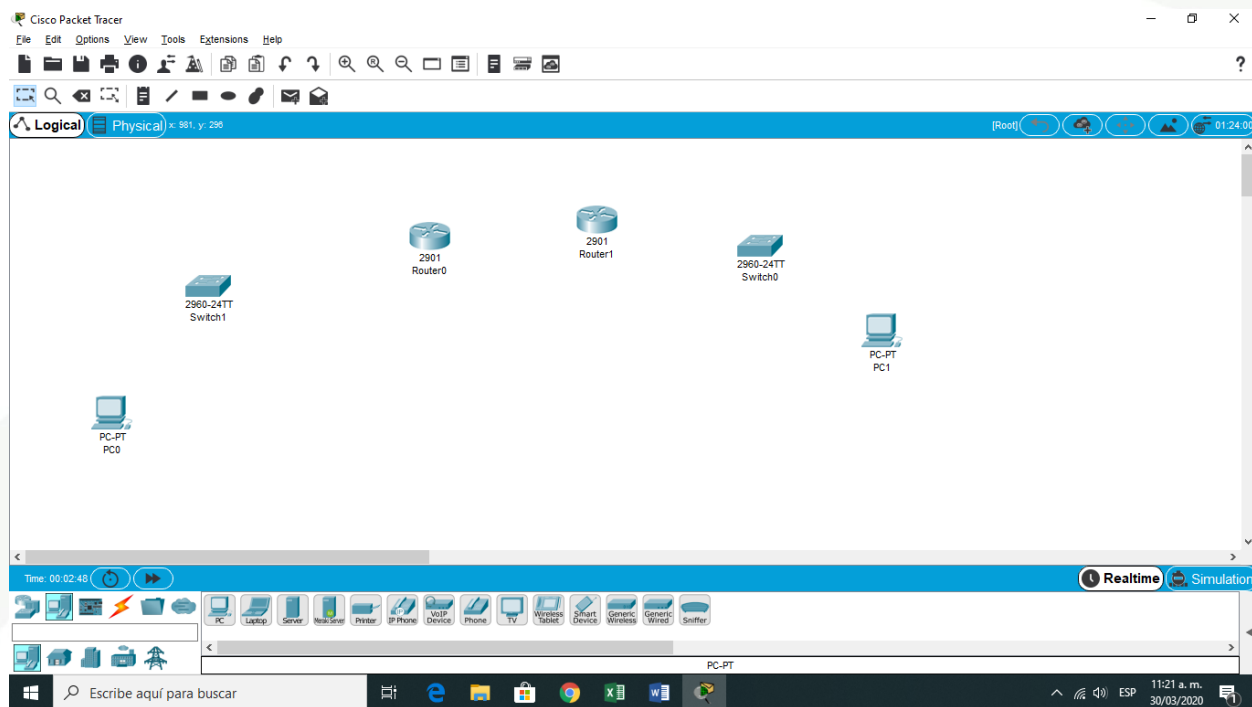 Cisco Packet Tracer
File Edit Options View Tools Extensions Help
?
Logical Physical x: 981, y: 296 [Root] 01:24:00
2901
Router1
2901
Router0
2960-24TT
Switch0
2960-24TT
Switch1
PC-PT
PC1
PC-PT
PC0
Time: 00:02:48 Realtime Simulation
PC Laptop Server Meraki Server Printer IP Phone VoIP Device Phone TV Wireless Tablet Smart Device Generic Wireless Generic Wired Sniffer
PC-PT
Escribe aquí para buscar ESP 11:21 a. m.
30/03/2020